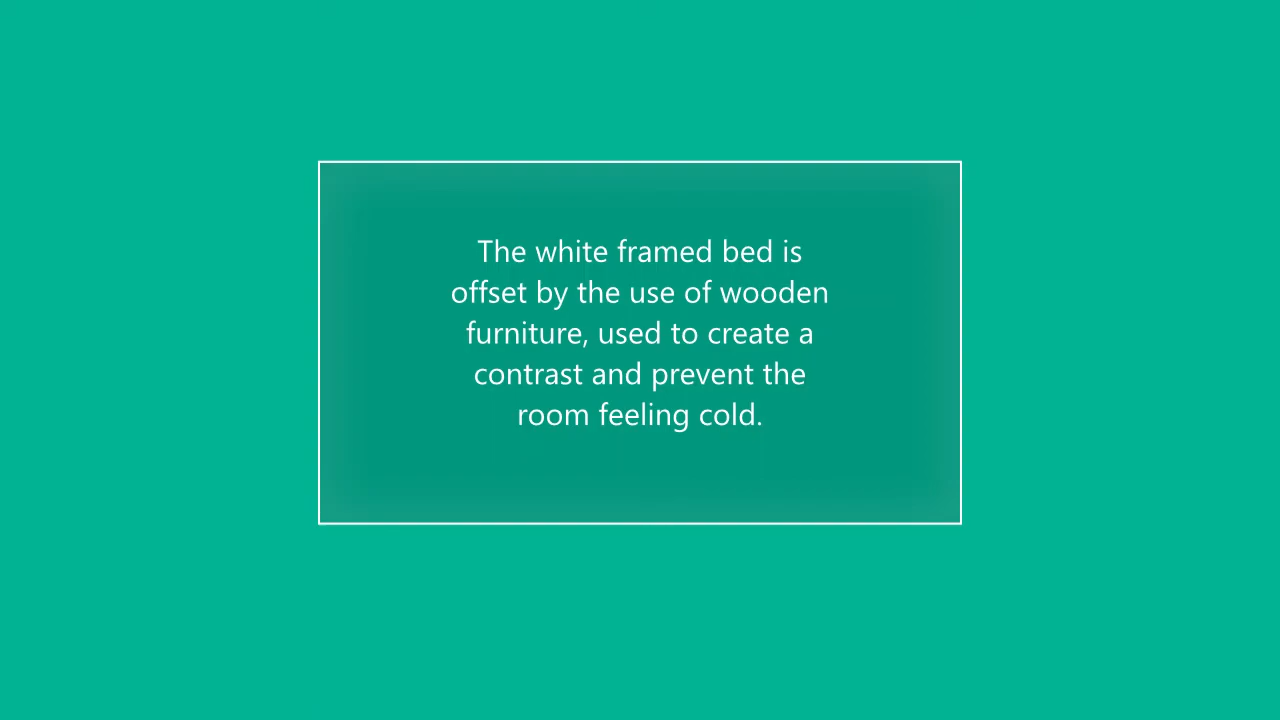 The white framed bed is
offset by the use of wooden
furniture, used to create a
contrast and prevent the
room feeling cold.